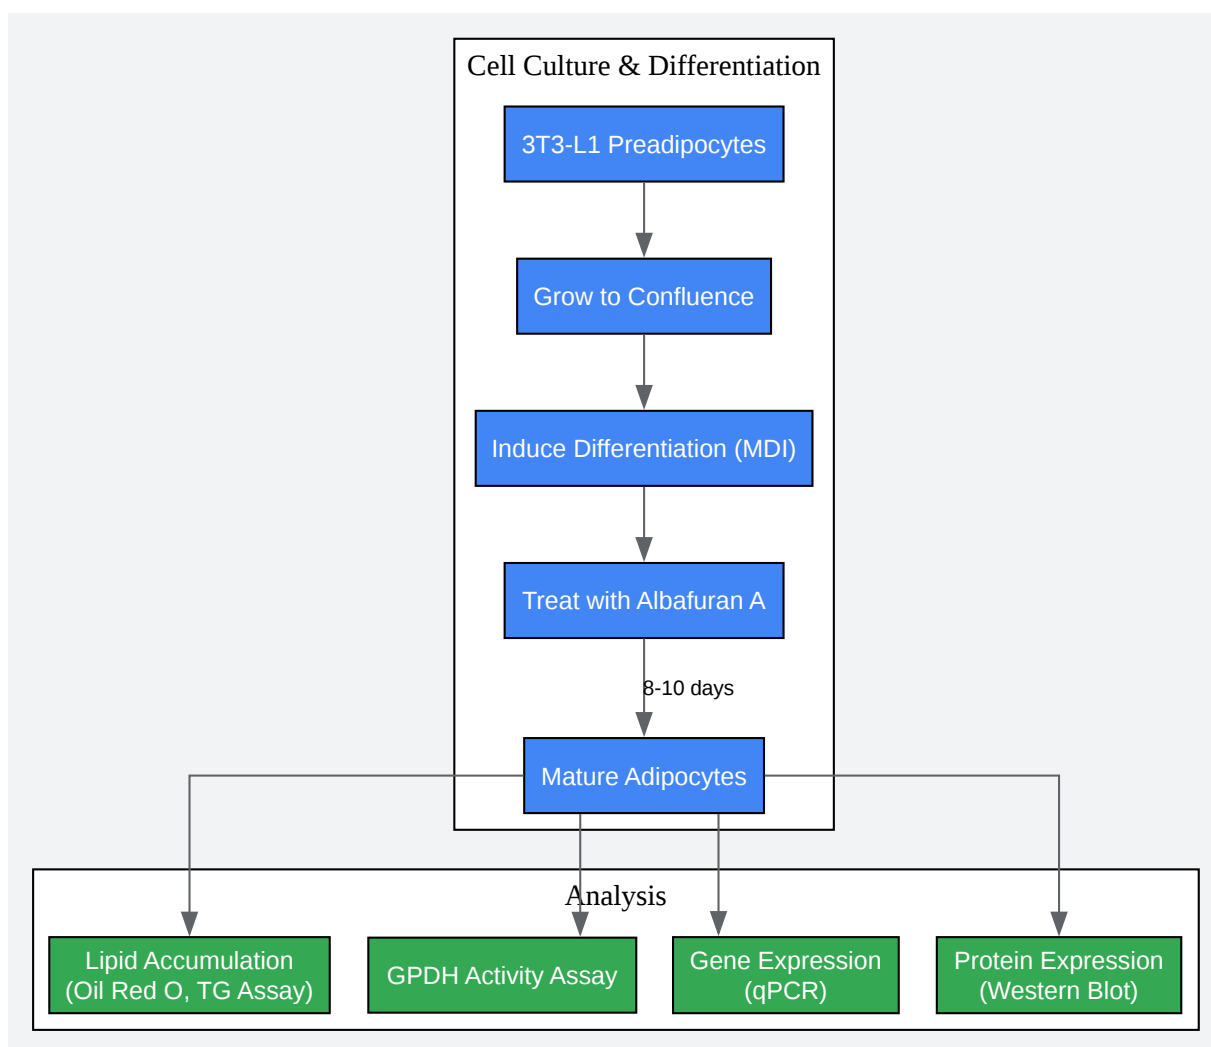 Cell Culture & Differentiation
3T3-L1 Preadipocytes
Grow to Confluence
Induce Differentiation (MDI)
Treat with Albafuran A
8-10 days
Mature Adipocytes
Analysis
Lipid Accumulation
(Oil Red O, TG Assay)
GPDH Activity Assay
Gene Expression
(qPCR)
Protein Expression
(Western Blot)